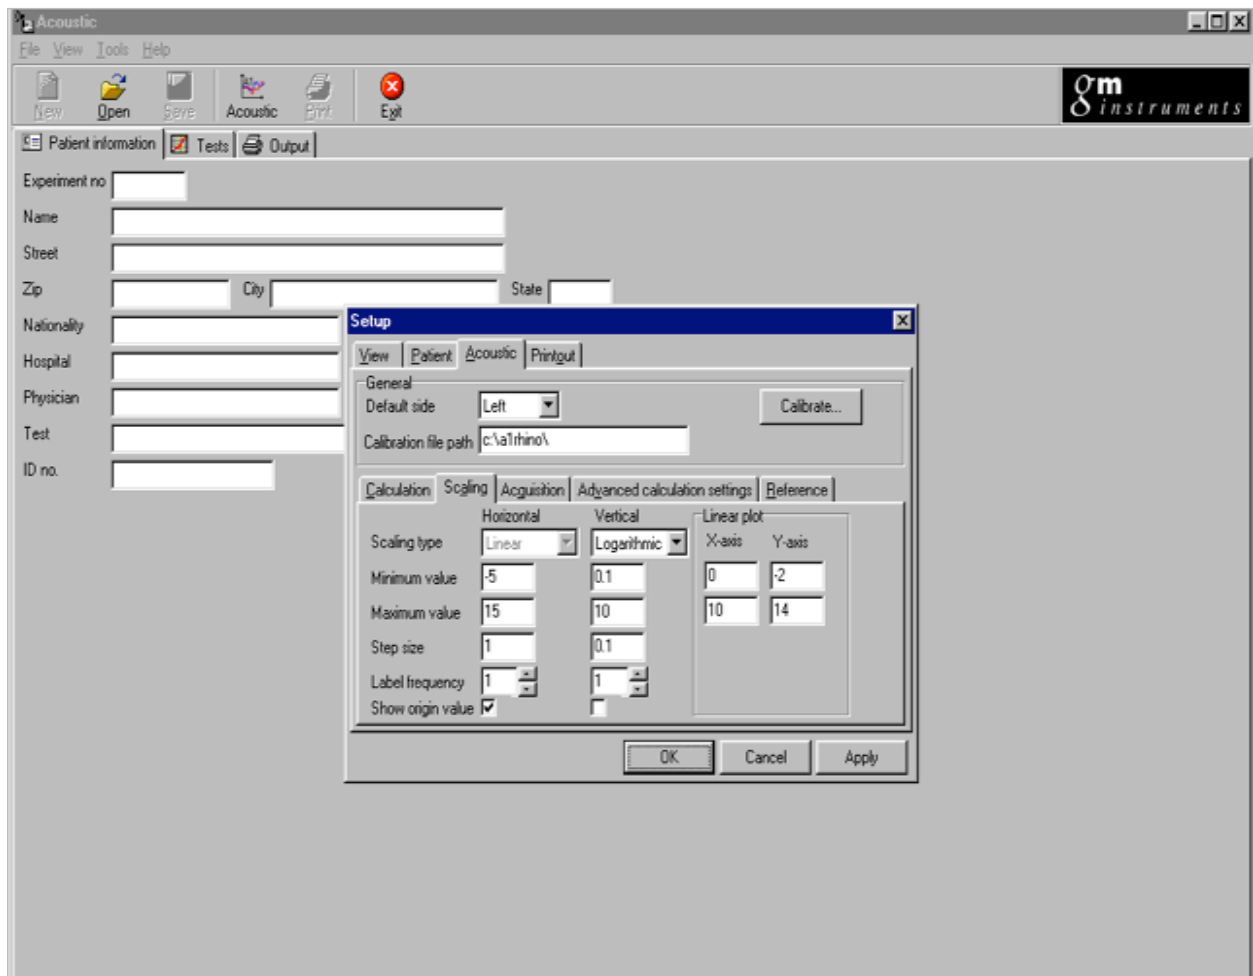 Acoustic
File View Tools Help
New Open Save Acoustic Print Exit
gm
instruments
Patient information Tests Output
Experiment no
Name
Street
Zip City State
Nationality
Hospital
Physician
Test
ID no.
Setup
View Patient Acoustic Printout
General
Default side Left Calibrate...
Calibration file path c:\a1rhino\
Calculation Scaling Acquisition Advanced calculation settings Reference
Horizontal Vertical Linear plot
Scaling type Linear Logarithmic X-axis Y-axis
Minimum value -5 0.1 0 -2
Maximum value 15 10 10 14
Step size 1 0.1
Label frequency 1 1
Show origin value
OK Cancel Apply